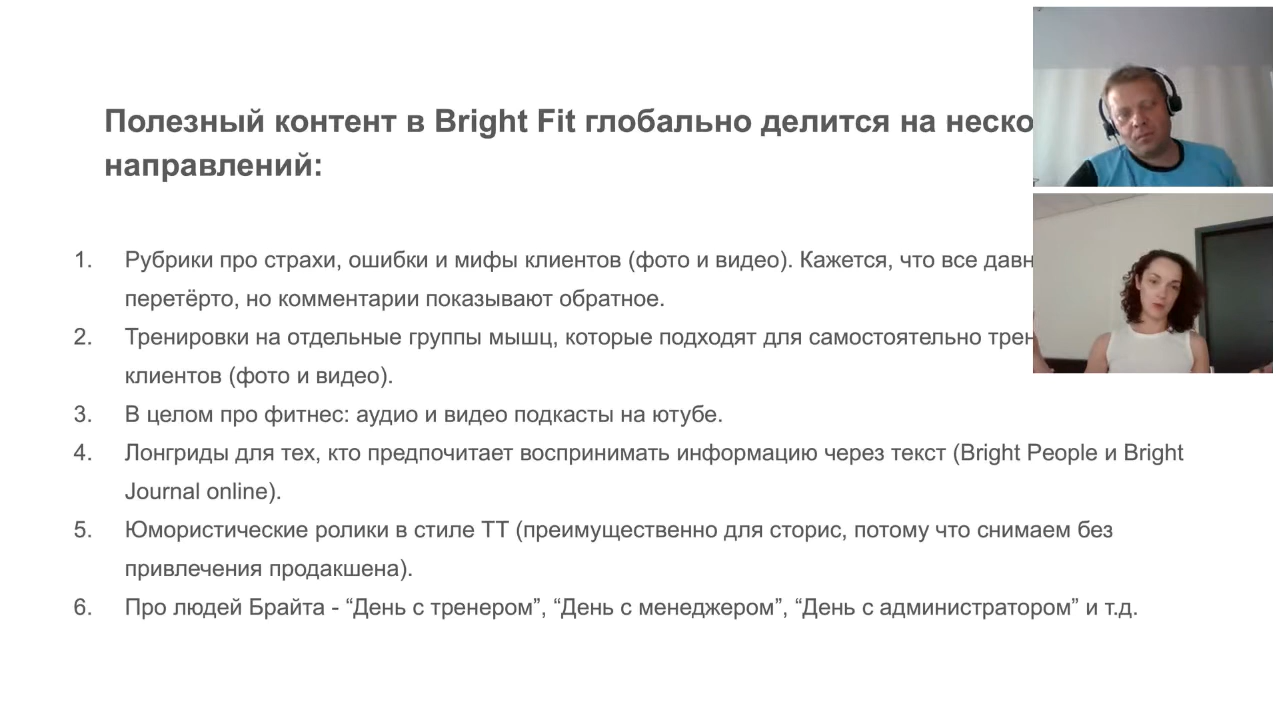 Полезный контент в Bright Fit глобально делится на неско
направлений:
1. Рубрики про страхи, ошибки и мифы клиентов (фото и видео). Кажется, что все давн
перетёрто, но комментарии показывают обратное.
2. Тренировки на отдельные группы мышц, которые подходят для самостоятельно трен
клиентов (фото и видео).
3. В целом про фитнес: аудио и видео подкасты на ютубе.
4. Лонгриды для тех, кто предпочитает воспринимать информацию через текст (Bright People и Bright
Journal online).
5. Юмористические ролики в стиле ТТ (преимущественно для сторис, потому что снимаем без
привлечения продакшена).
6. Про людей Брайта - “День с тренером”, “День с менеджером”, “День с администратором” и т.д.